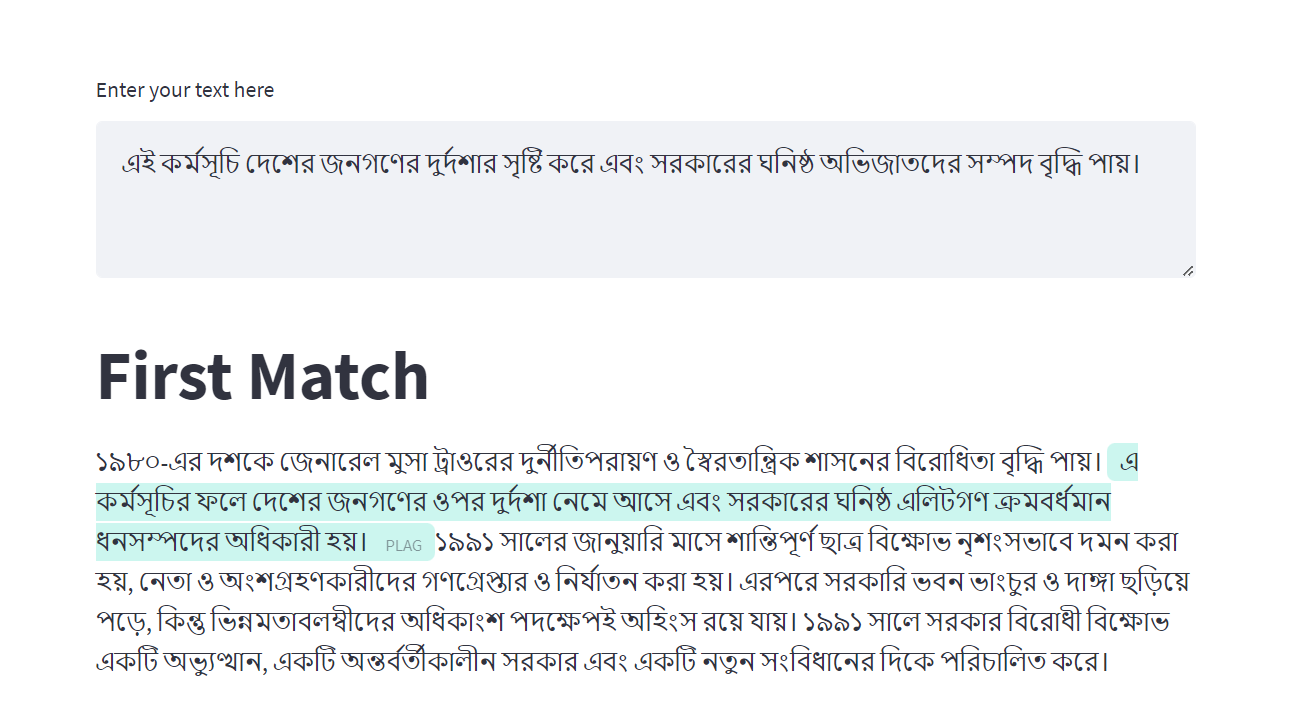 Enter your text here
এই কর্মসূচি দেশের জনগণের দুর্দশার সৃষ্টি করে এবং সরকারের ঘনিষ্ঠ অভিজাতদের সম্পদ বৃদ্ধি পায়।
First Match
১৯৮০-এর দশকে জেনারেল মুসা ট্রাওরের দুর্নীতিপরায়ণ ও স্বৈরতান্ত্রিক শাসনের বিরোধিতা বৃদ্ধি পায়। এ
কর্মসূচির ফলে দেশের জনগণের ওপর দুর্দশা নেমে আসে এবং সরকারের ঘনিষ্ঠ এলিটগণ ক্রমবর্ধমান
ধনসম্পদের অধিকারী হয়। PLAG ১৯৯১ সালের জানুয়ারি মাসে শান্তিপূর্ণ ছাত্র বিক্ষোভ নৃশংসভাবে দমন করা
হয়, নেতা ও অংশগ্রহণকারীদের গণগ্রেপ্তার ও নির্যাতন করা হয়। এরপরে সরকারি ভবন ভাংচুর ও দাঙ্গা ছড়িয়ে
পড়ে, কিন্তু ভিন্নমতাবলম্বীদের অধিকাংশ পদক্ষেপই অহিংস রয়ে যায়। ১৯৯১ সালে সরকার বিরোধী বিক্ষোভ
একটি অভ্যুত্থান, একটি অন্তর্বর্তীকালীন সরকার এবং একটি নতুন সংবিধানের দিকে পরিচালিত করে।